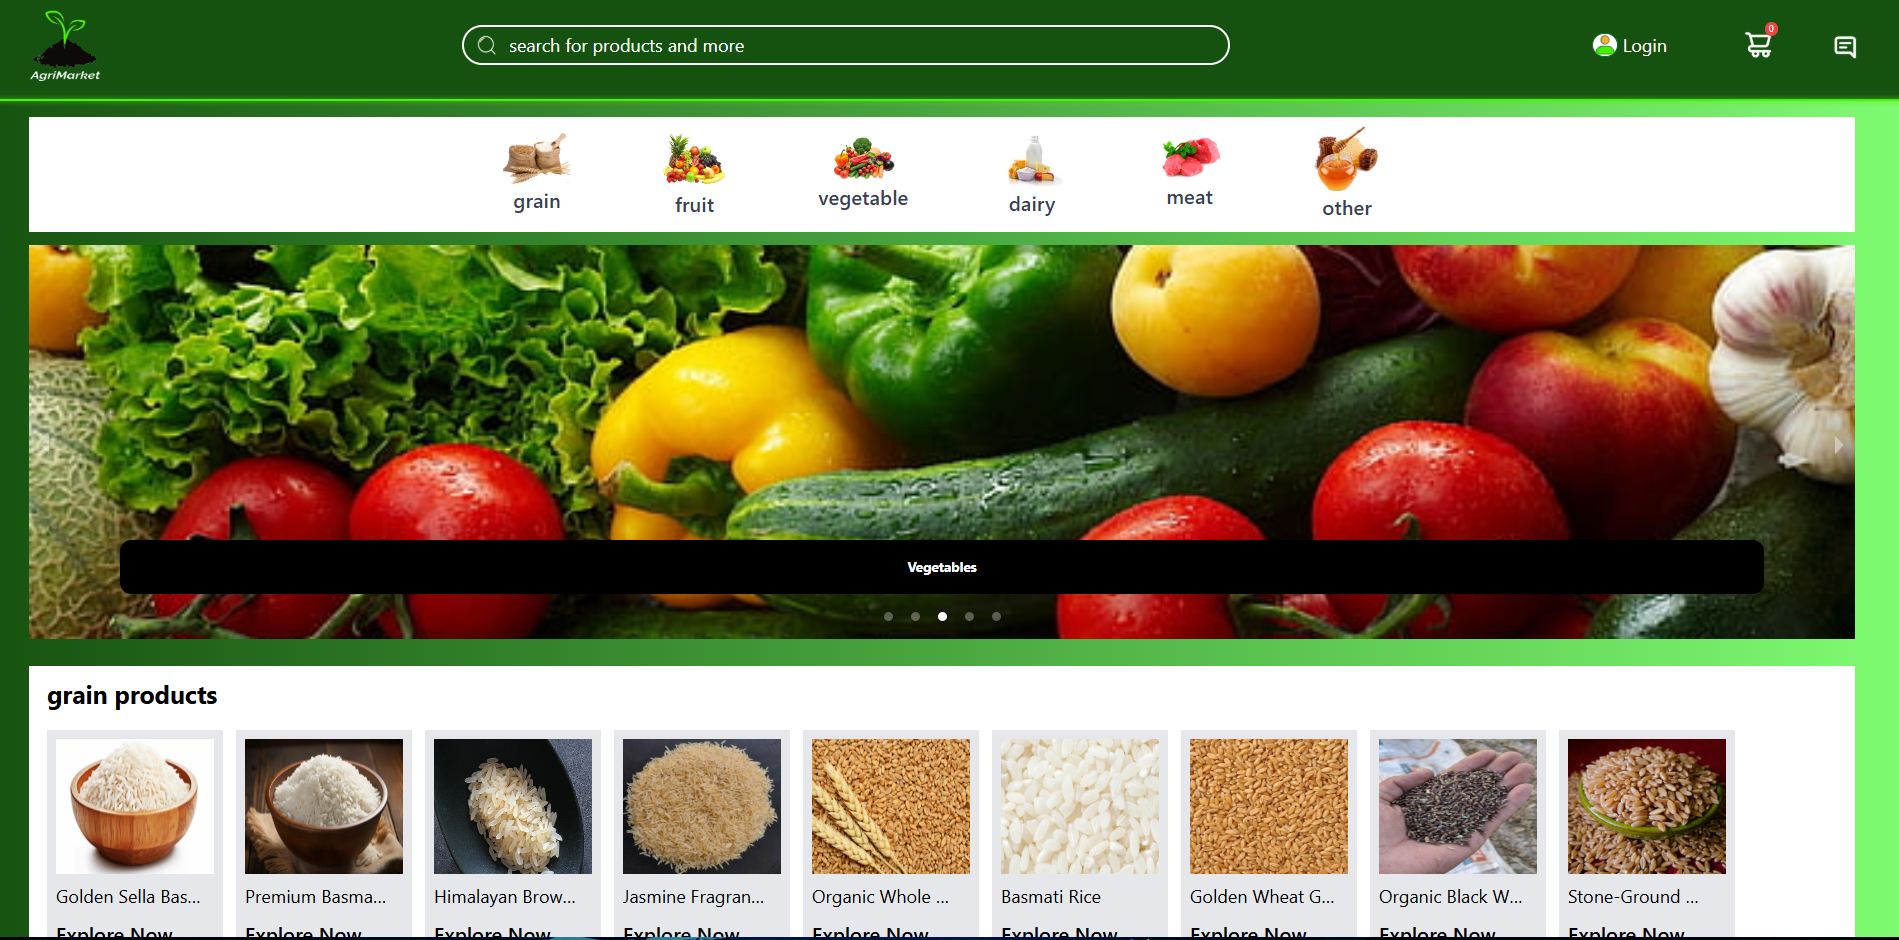 AgriMarket
search for products and more
Login
0
grain
fruit
vegetable
dairy
meat
other
Vegetables
grain products
Golden Sella Bas...
Premium Basma...
Himalayan Brow...
Jasmine Fragran...
Organic Whole ...
Basmati Rice
Golden Wheat G...
Organic Black W...
Stone-Ground ...
Explore Now
Explore Now
Explore Now
Explore Now
Explore Now
Explore Now
Explore Now
Explore Now
Explore Now